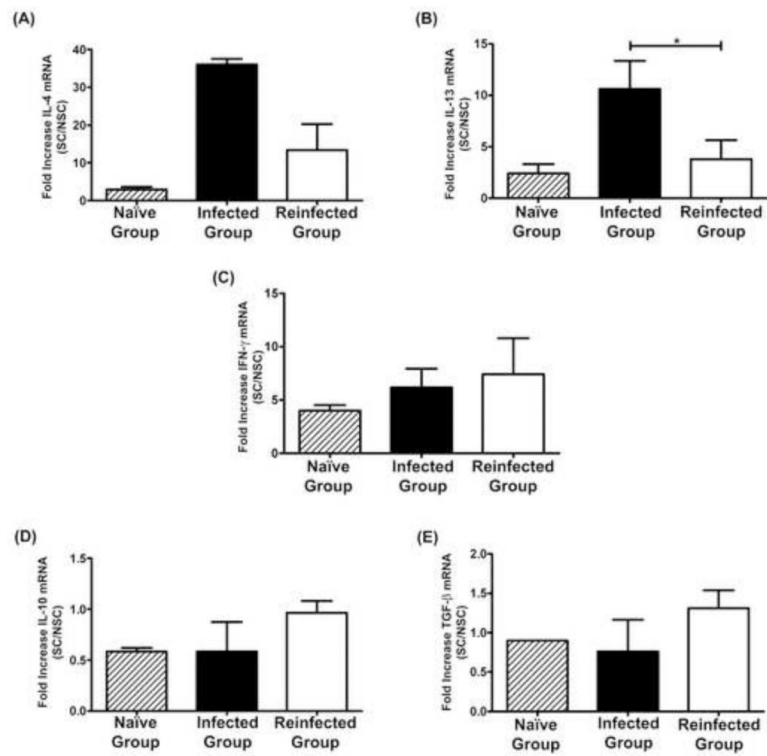 (A)
Fold Increase IL-4 mRNA
(SC/NSC)
40
30
20
10
0
Naïve
Group
Infected
Group
Reinfected
Group
(B)
Fold Increase IL-13 mRNA
(SC/NSC)
15
10
5
0
*
Naïve
Group
Infected
Group
Reinfected
Group
(C)
Fold Increase IFN-γ mRNA
(SC/NSC)
15
10
5
0
Naïve
Group
Infected
Group
Reinfected
Group
(D)
Fold Increase IL-10 mRNA
(SC/NSC)
1.5
1.0
0.5
0.0
Naïve
Group
Infected
Group
Reinfected
Group
(E)
Fold Increase TGF-β mRNA
(SC/NSC)
2.0
1.5
1.0
0.5
0.0
Naïve
Group
Infected
Group
Reinfected
Group